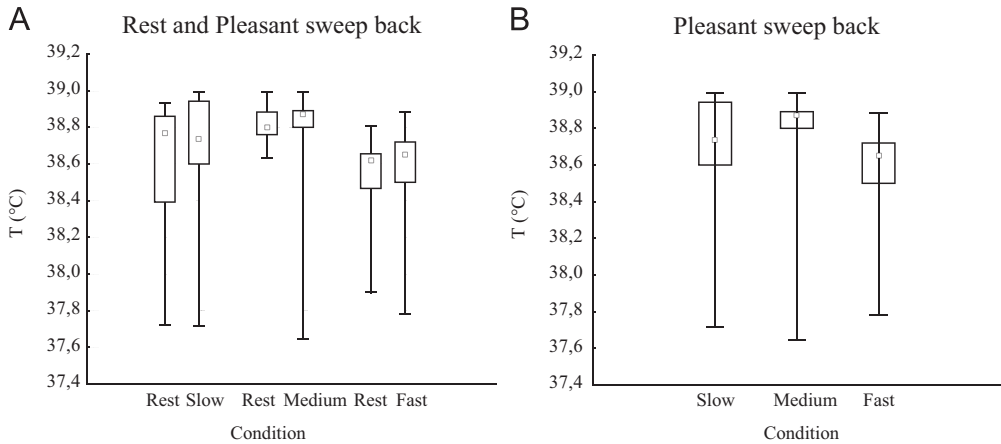 A
Rest and Pleasant sweep back
39,2
39,0
38,8
38,6
38,4
38,2
38,0
37,8
37,6
37,4
T (°C)
Rest Slow Rest Medium Rest Fast
Condition
B
Pleasant sweep back
39,2
39,0
38,8
38,6
38,4
38,2
38,0
37,8
37,6
37,4
T (°C)
Slow Medium Fast
Condition